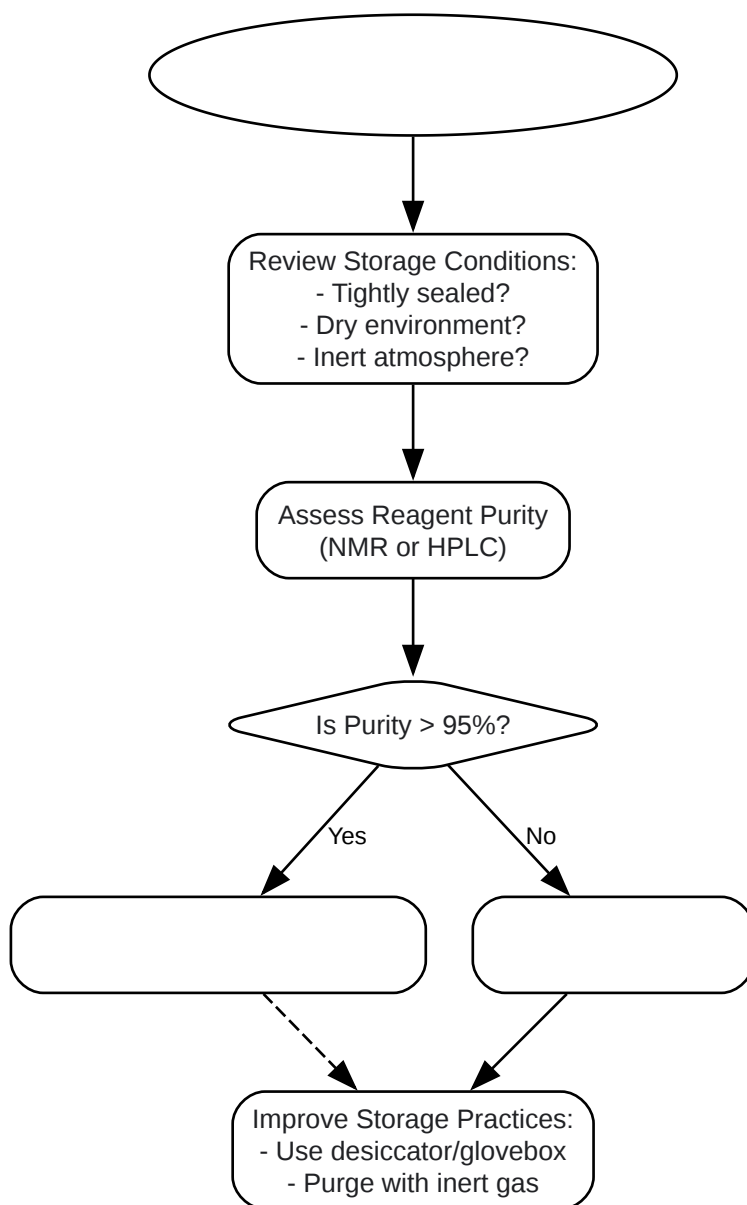 Review Storage Conditions:
- Tightly sealed?
- Dry environment?
- Inert atmosphere?
Assess Reagent Purity
(NMR or HPLC)
Is Purity > 95%?
Yes
No
Improve Storage Practices:
- Use desiccator/glovebox
- Purge with inert gas